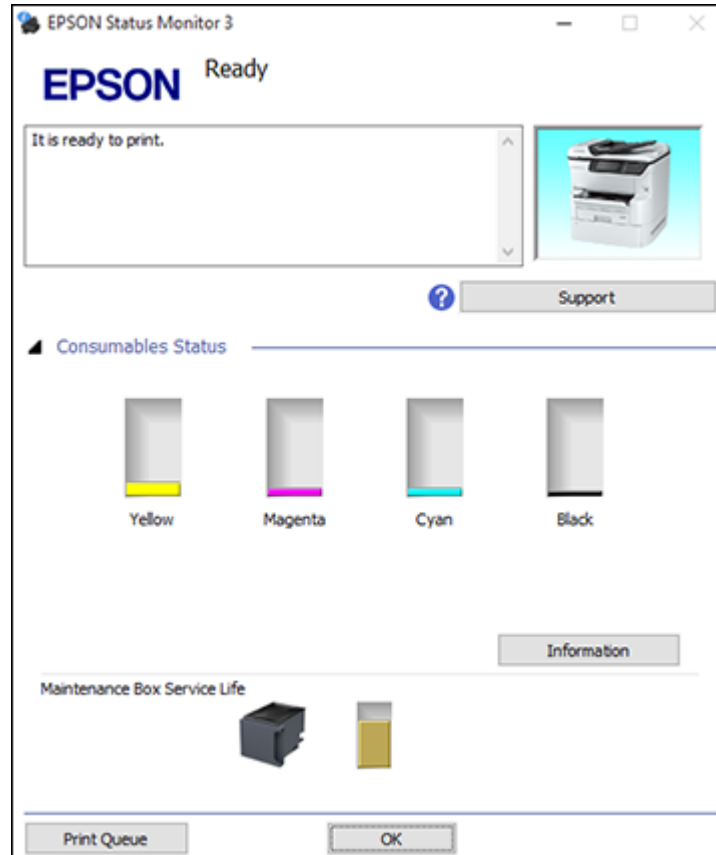 EPSON Status Monitor 3
EPSON
Ready
It is ready to print.
?
Support
Consumables Status
Yellow
Magenta
Cyan
Black
Information
Maintenance Box Service Life
Print Queue
OK